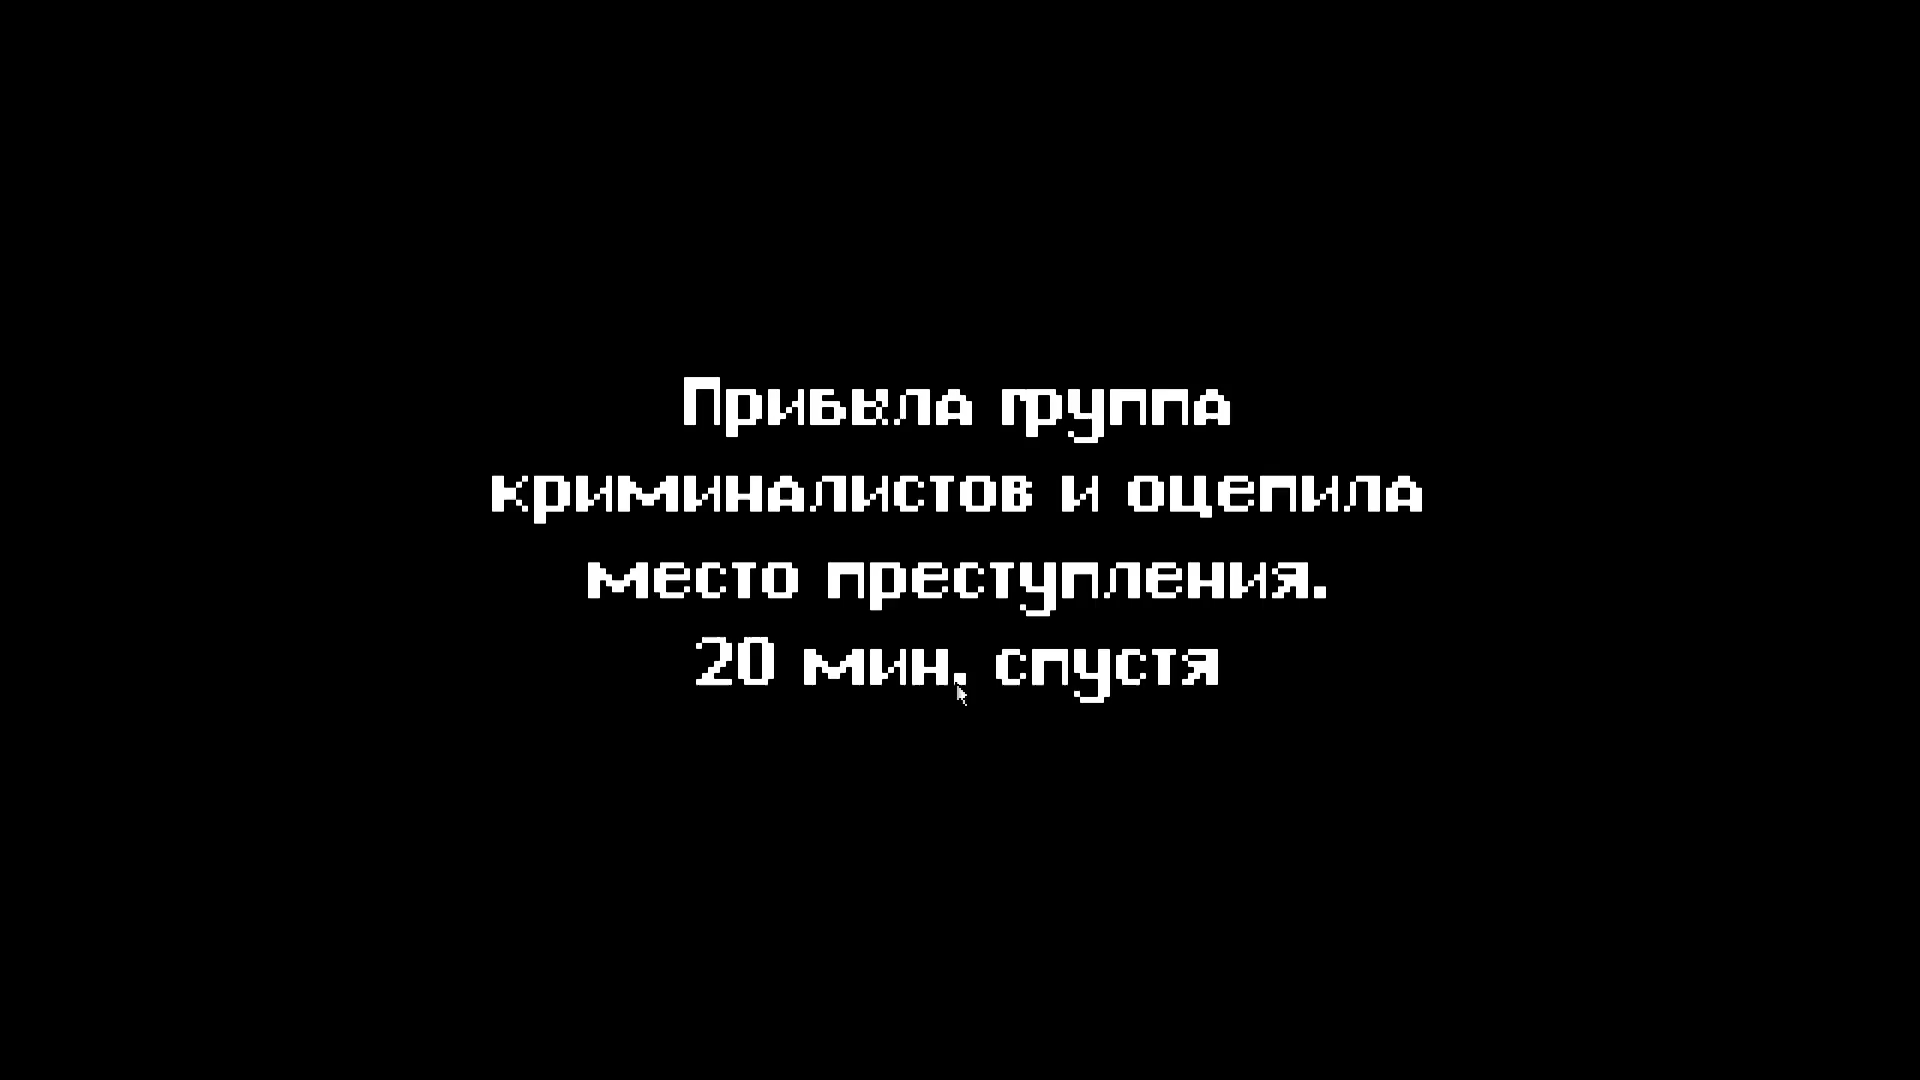 Прибыла группа
криминалистов и оцепила
место преступления.
20 мин. спустя